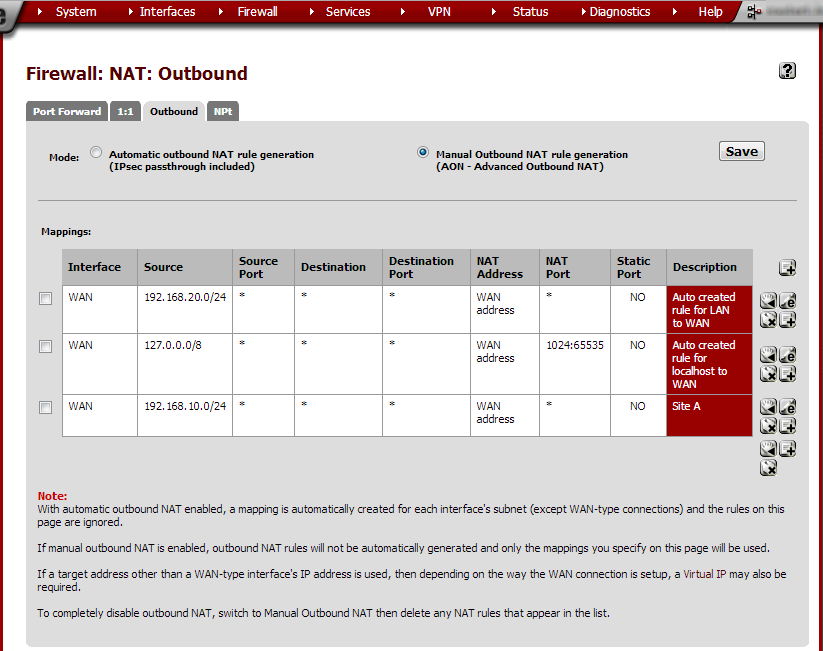 System Interfaces Firewall Services VPN Status Diagnostics Help
Firewall: NAT: Outbound
Port Forward 1:1 Outbound NPt
Mode: Automatic outbound NAT rule generation
(IPsec passthrough included)
Manual Outbound NAT rule generation
(AON - Advanced Outbound NAT)
Save
Mappings:
Interface Source Source Port Destination Destination Port NAT Address NAT Port Static Port Description
WAN 192.168.20.0/24 * * * WAN address * NO Auto created rule for LAN to WAN
WAN 127.0.0.0/8 * * * WAN address 1024:65535 NO Auto created rule for localhost to WAN
WAN 192.168.10.0/24 * * * WAN address * NO Site A
Note:
With automatic outbound NAT enabled, a mapping is automatically created for each interface's subnet (except WAN-type connections) and the rules on this
page are ignored.
If manual outbound NAT is enabled, outbound NAT rules will not be automatically generated and only the mappings you specify on this page will be used.
If a target address other than a WAN-type interface's IP address is used, then depending on the way the WAN connection is setup, a Virtual IP may also be
required.
To completely disable outbound NAT, switch to Manual Outbound NAT then delete any NAT rules that appear in the list.